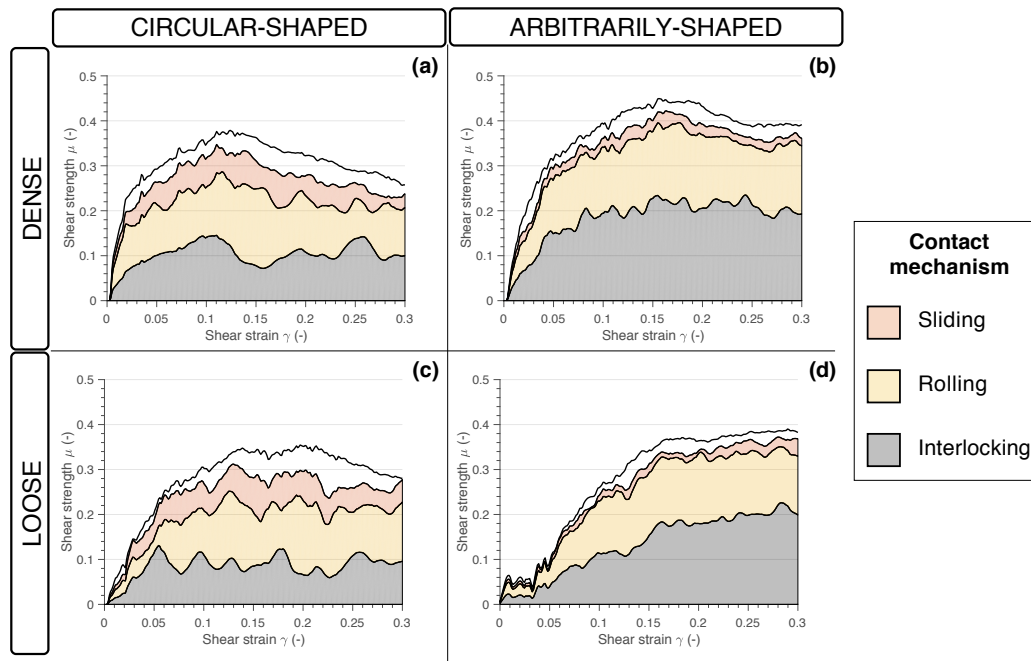 CIRCULAR-SHAPED
ARBITRARILY-SHAPED
DENSE
LOOSE
(a)
0.5
0.4
0.3
0.2
0.1
0
Shear strength μ (-)
0 0.05 0.1 0.15 0.2 0.25 0.3
Shear strain γ (-)
(b)
0.5
0.4
0.3
0.2
0.1
0
Shear strength μ (-)
0 0.05 0.1 0.15 0.2 0.25 0.3
Shear strain γ (-)
(c)
0.5
0.4
0.3
0.2
0.1
0
Shear strength μ (-)
0 0.05 0.1 0.15 0.2 0.25 0.3
Shear strain γ (-)
(d)
0.5
0.4
0.3
0.2
0.1
0
Shear strength μ (-)
0 0.05 0.1 0.15 0.2 0.25 0.3
Shear strain γ (-)
Contact
mechanism
Sliding
Rolling
Interlocking